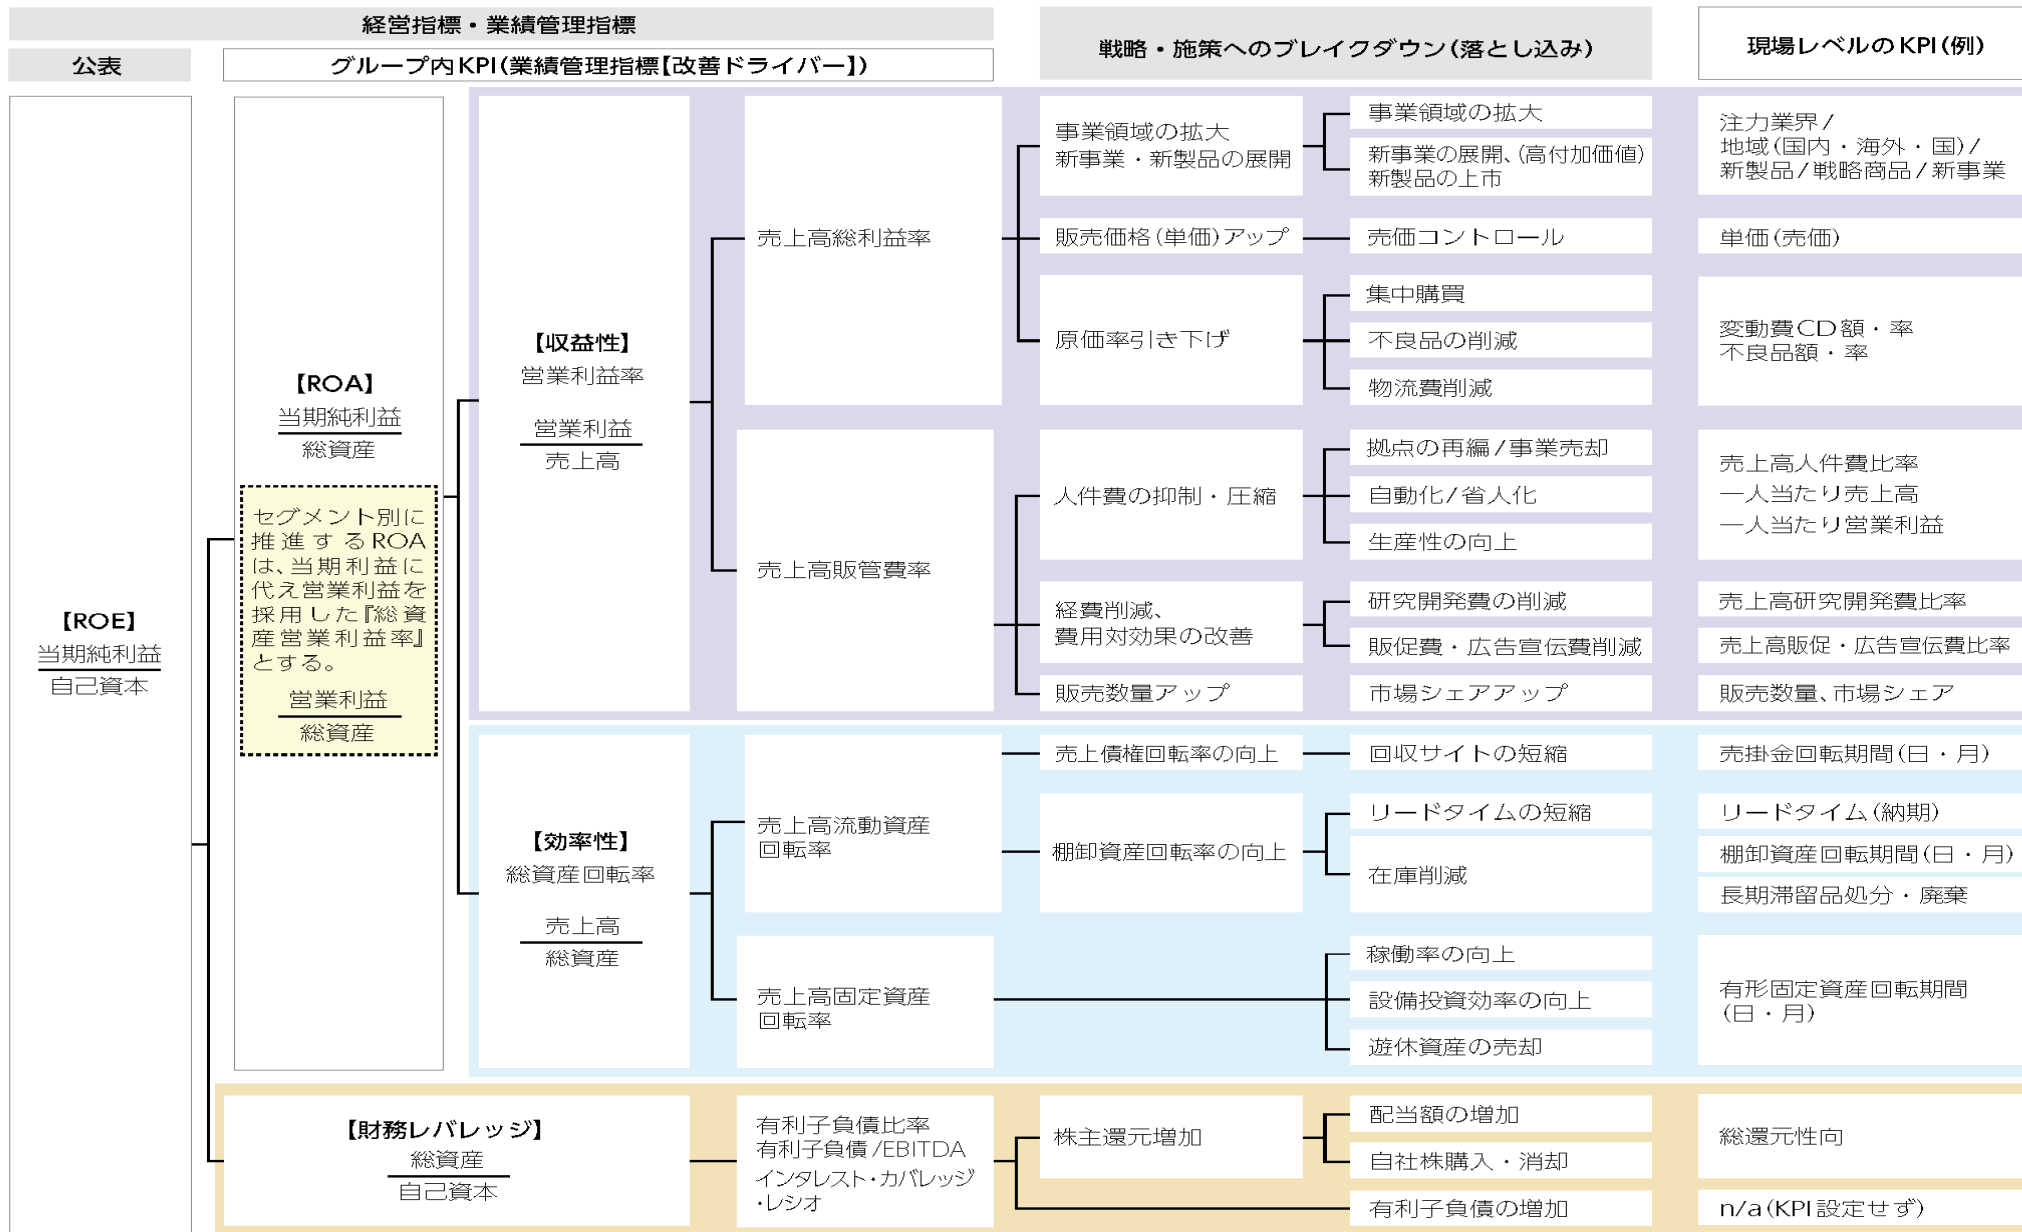 経営指標・業績管理指標
公表
グループ内KPI(業績管理指標【改善ドライバー】)
戦略・施策へのブレイクダウン(落とし込み)
現場レベルのKPI(例)
【ROE】
当期純利益
自己資本
【ROA】
当期純利益
総資産
セグメント別に
推進するROA
は、当期利益に
代え営業利益を
採用した『総資
産営業利益率』
とする。
営業利益
総資産
【収益性】
営業利益率
営業利益
売上高
売上高総利益率
事業領域の拡大
新事業・新製品の展開
事業領域の拡大
新事業の展開、(高付加価値)
新製品の上市
注力業界/
地域(国内・海外・国)/
新製品/戦略商品/新事業
販売価格(単価)アップ
売価コントロール
単価(売価)
原価率引き下げ
集中購買
不良品の削減
物流費削減
変動費CD額・率
不良品額・率
売上高販管費率
人件費の抑制・圧縮
拠点の再編/事業売却
自動化/省人化
生産性の向上
売上高人件費比率
一人当たり売上高
一人当たり営業利益
経費削減、
費用対効果の改善
研究開発費の削減
売上高研究開発費比率
販促費・広告宣伝費削減
売上高販促・広告宣伝費比率
販売数量アップ
市場シェアアップ
販売数量、市場シェア
【効率性】
総資産回転率
売上高
総資産
売上高流動資産
回転率
売上債権回転率の向上
回収サイトの短縮
売掛金回転期間(日・月)
棚卸資産回転率の向上
リードタイムの短縮
リードタイム(納期)
在庫削減
棚卸資産回転期間(日・月)
長期滞留品処分・廃棄
売上高固定資産
回転率
稼働率の向上
設備投資効率の向上
遊休資産の売却
有形固定資産回転期間
(日・月)
【財務レバレッジ】
総資産
自己資本
有利子負債比率
有利子負債/EBITDA
インタレスト・カバレッジ
・レシオ
株主還元増加
配当額の増加
自社株購入・消却
総還元性向
有利子負債の増加
n/a(KPI設定せず)